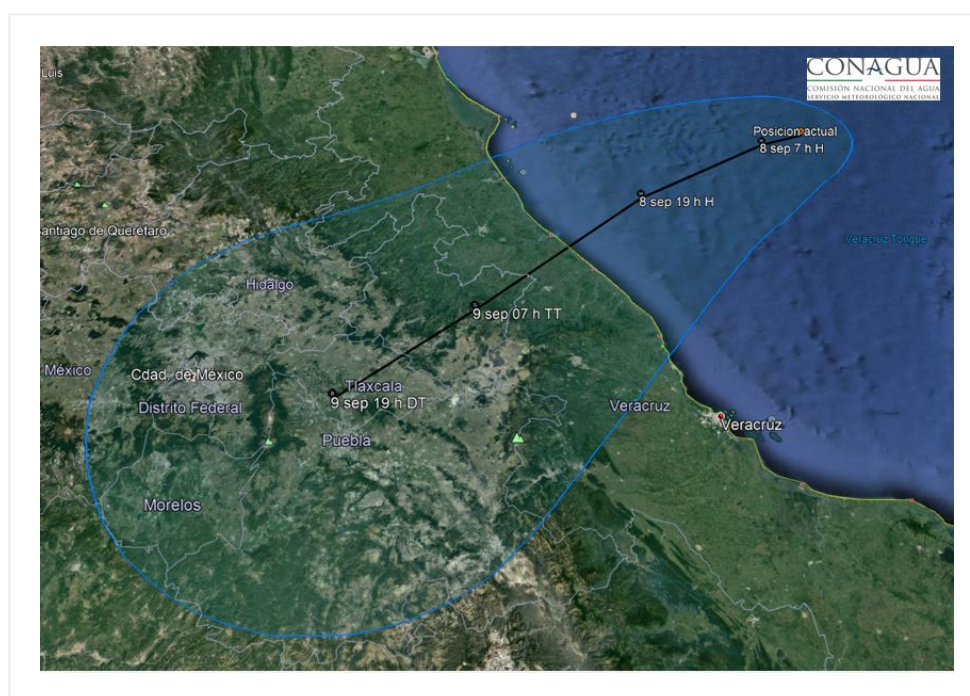 CONAGUA
COMISIÓN NACIONAL DEL AGUA
SERVICIO METEOROLÓGICO NACIONAL
Luis
Posicion actual
8 sep 7 h H
8 sep 19 h H
Santiago de Querétaro
Veracruz Tongue
Hidalgo
9 sep 07 h TT
México
Cdad. de México
Tlaxcala
9 sep 19 h DT
Distrito Federal
Veracruz
Veracruz
Puebla
Morelos